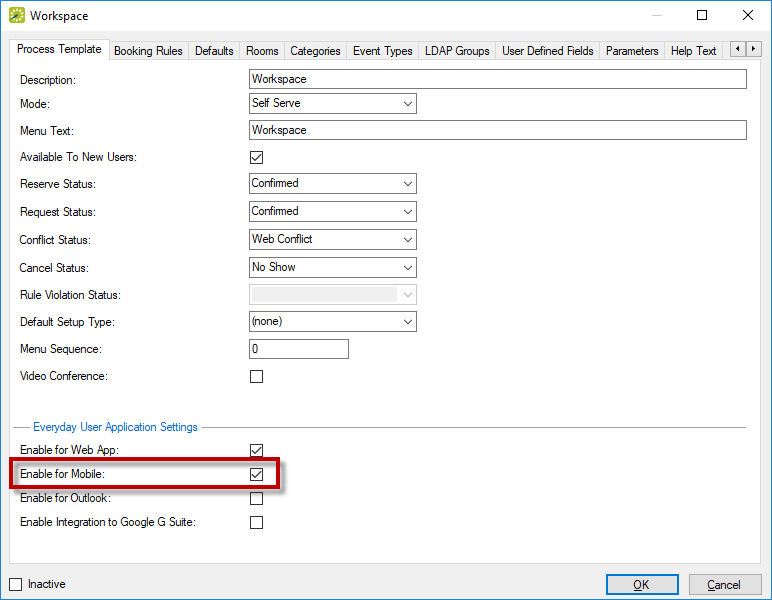 Workspace
Process Template Booking Rules Defaults Rooms Categories Event Types LDAP Groups User Defined Fields Parameters Help Text
Description: Workspace
Mode: Self Serve
Menu Text: Workspace
Available To New Users:
Reserve Status: Confirmed
Request Status: Confirmed
Conflict Status: Web Conflict
Cancel Status: No Show
Rule Violation Status:
Default Setup Type: (none)
Menu Sequence: 0
Video Conference:
Everyday User Application Settings
Enable for Web App:
Enable for Mobile:
Enable for Outlook:
Enable Integration to Google G Suite:
Inactive OK Cancel